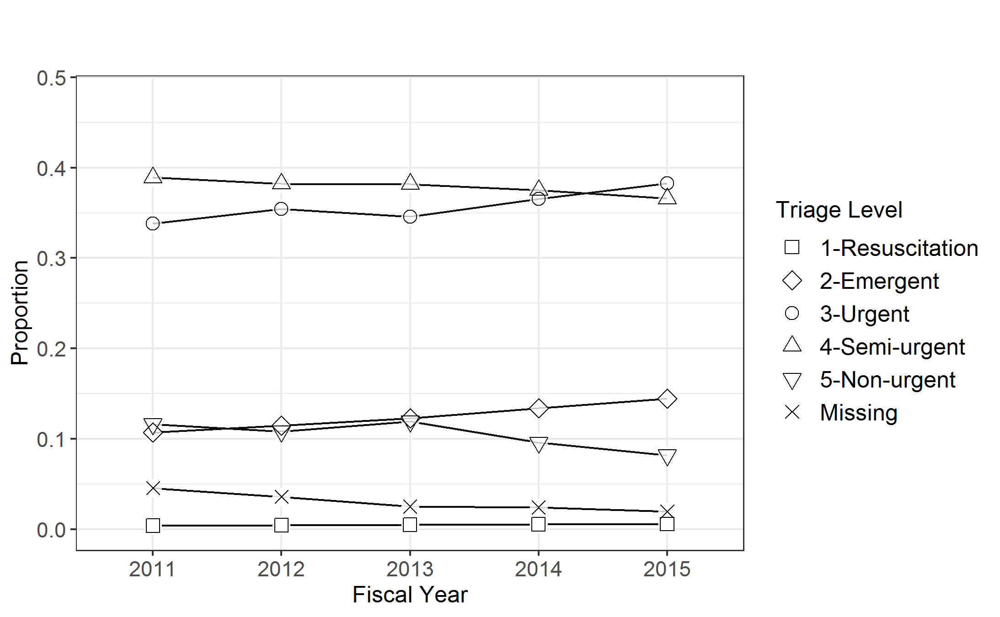 0.5
0.4
0.3
0.2
0.1
0.0
Proportion
2011 2012 2013 2014 2015
Fiscal Year
Triage Level
1-Resuscitation
2-Emergent
3-Urgent
4-Semi-urgent
5-Non-urgent
Missing